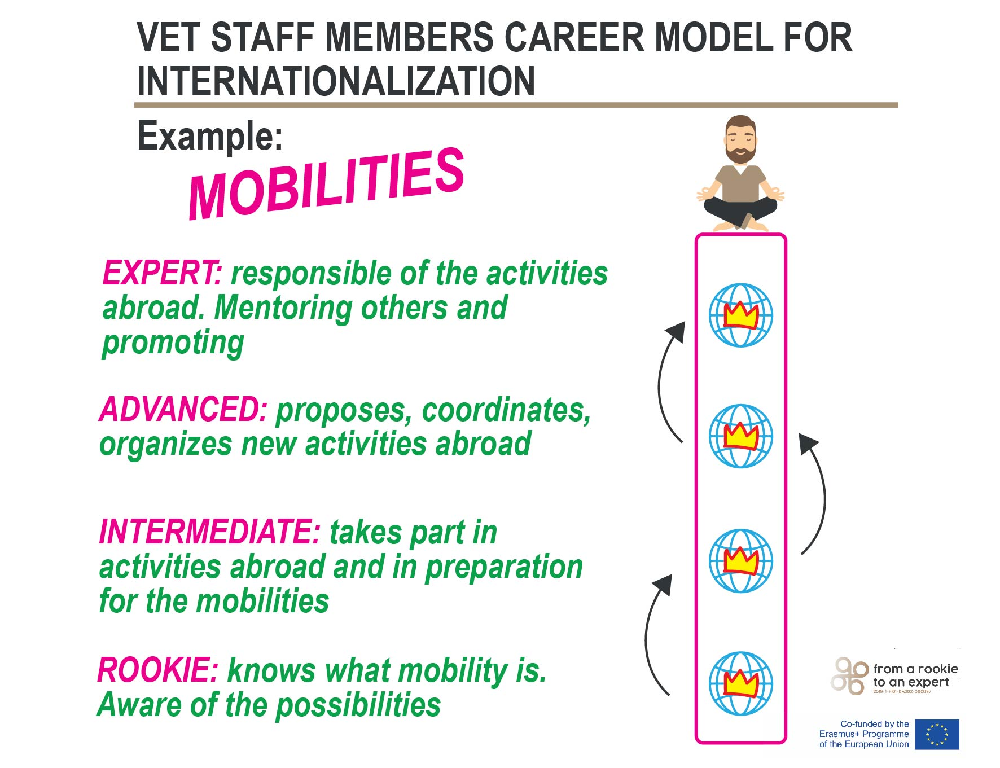 VET STAFF MEMBERS CAREER MODEL FOR
INTERNATIONALIZATION
Example:
MOBILITIES
EXPERT: responsible of the activities
abroad. Mentoring others and
promoting
ADVANCED: proposes, coordinates,
organizes new activities abroad
INTERMEDIATE: takes part in
activities abroad and in preparation
for the mobilities
ROOKIE: knows what mobility is.
Aware of the possibilities
from a rookie
to an expert
2019-1-FI01-KA202-060897
Co-funded by the
Erasmus+ Programme
of the European Union